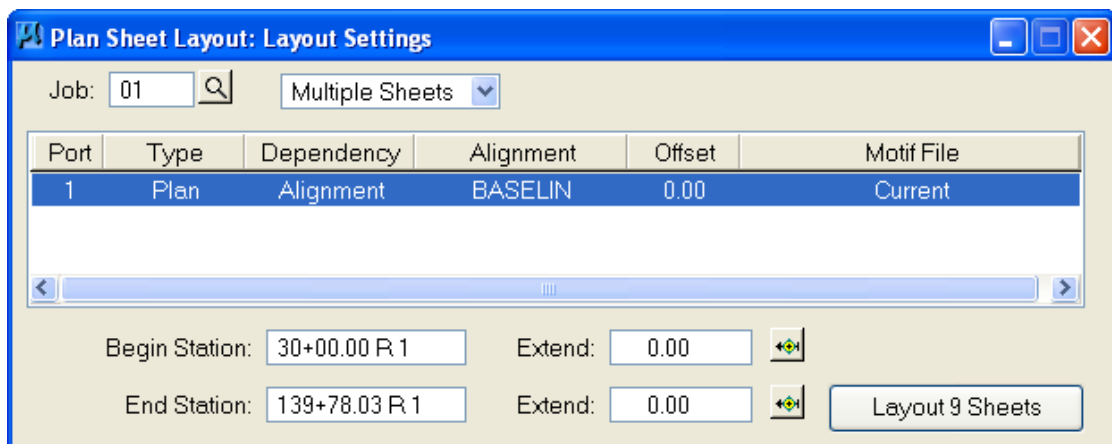 Plan Sheet Layout: Layout Settings
Job: 01 Multiple Sheets
Port Type Dependency Alignment Offset Motif File
1 Plan Alignment BASELIN 0.00 Current
Begin Station: 30+00.00 R 1 Extend: 0.00
End Station: 139+78.03 R 1 Extend: 0.00 Layout 9 Sheets